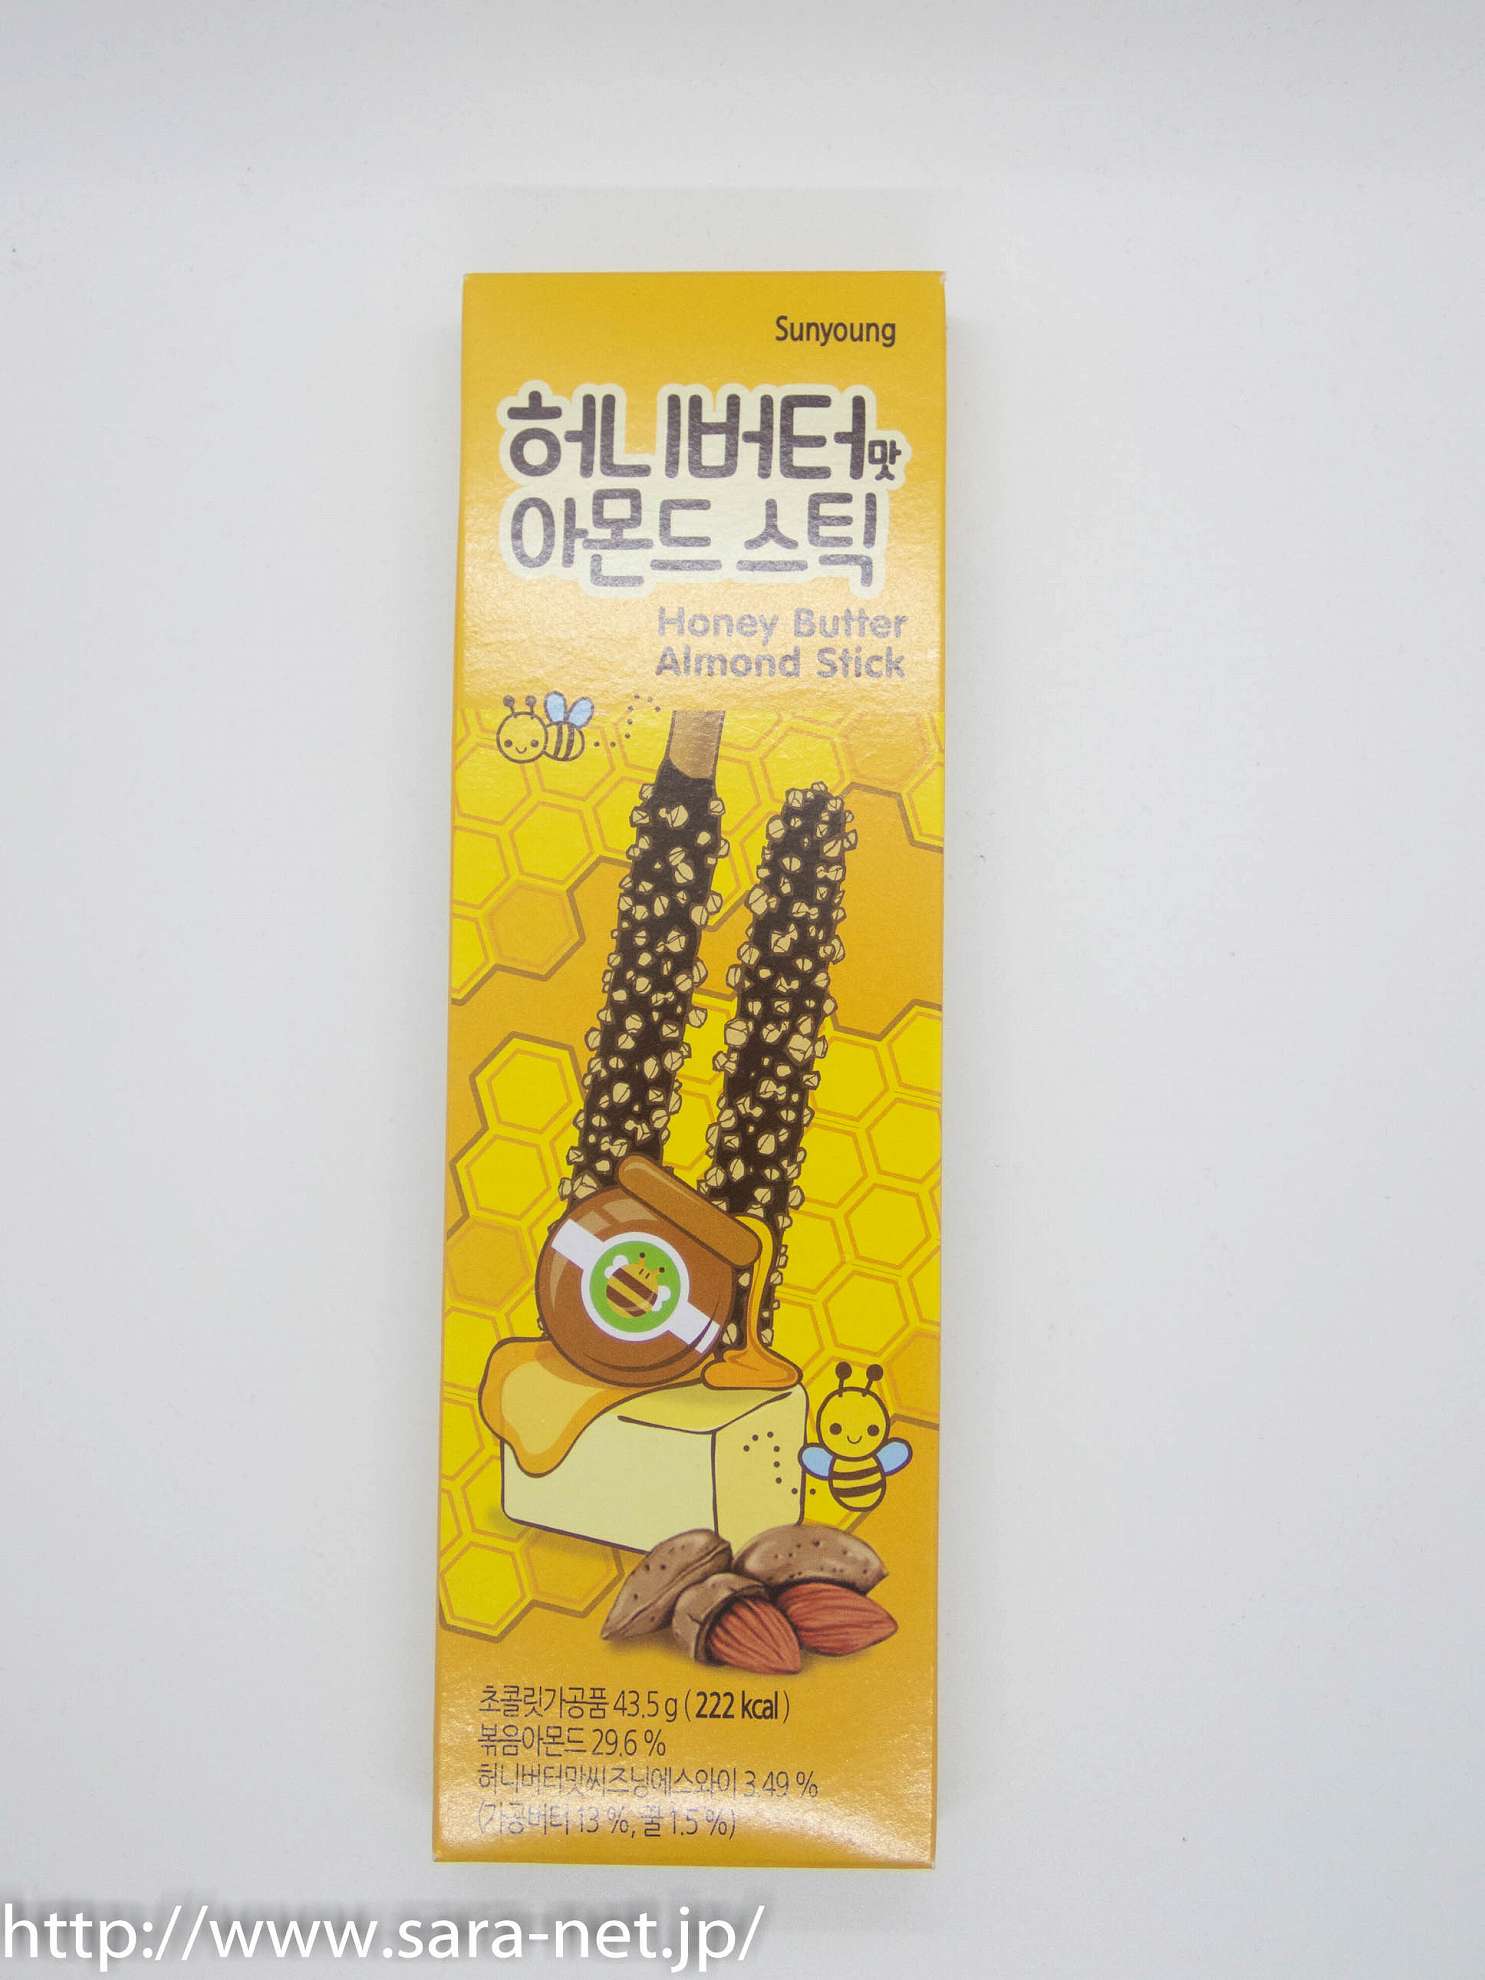 Sunyoung
허니버터맛
아몬드 스틱
Honey Butter
Almond Stick
초콜릿가공품 43.5 g ( 222 kcal )
볶음아몬드 29.6 %
허니버터맛씨즈닝에스와이 3.49 %
(가공버터 13 %, 꿀 1.5 %)
http://www.sara-net.jp/